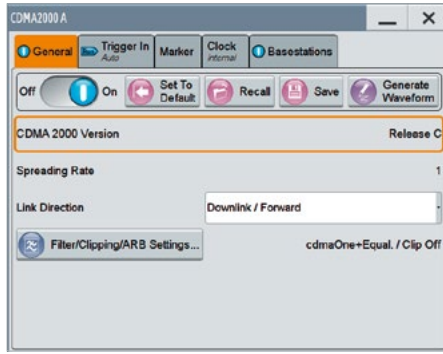 CDMA2000 A
General
Trigger In
Auto
Marker
Clock
Internal
Basestations
Off
On
Set To
Default
Recall
Save
Generate
Waveform
CDMA 2000 Version
Release C
Spreading Rate
1
Link Direction
Downlink / Forward
Filter/Clipping/ARB Settings...
cdmaOne+Equal. / Clip Off